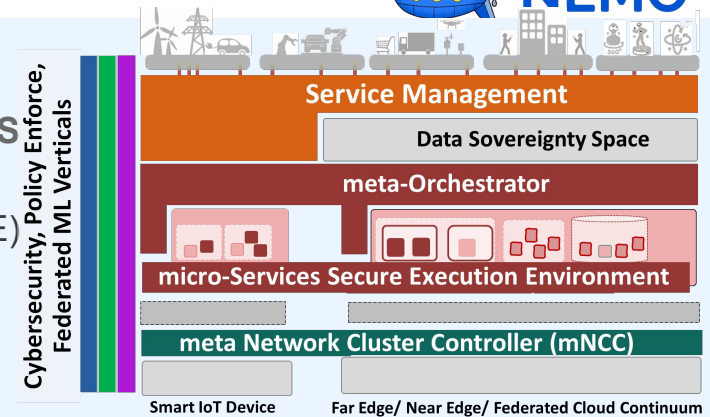 NEMO
360°
Service Management
S
Data Sovereignty Space
meta-Orchestrator
E)
micro-Services Secure Execution Environment
meta Network Cluster Controller (mNCC)
Cybersecurity, Policy Enforce,
Federated ML Verticals
Smart IoT Device
Far Edge/ Near Edge/ Federated Cloud Continuum